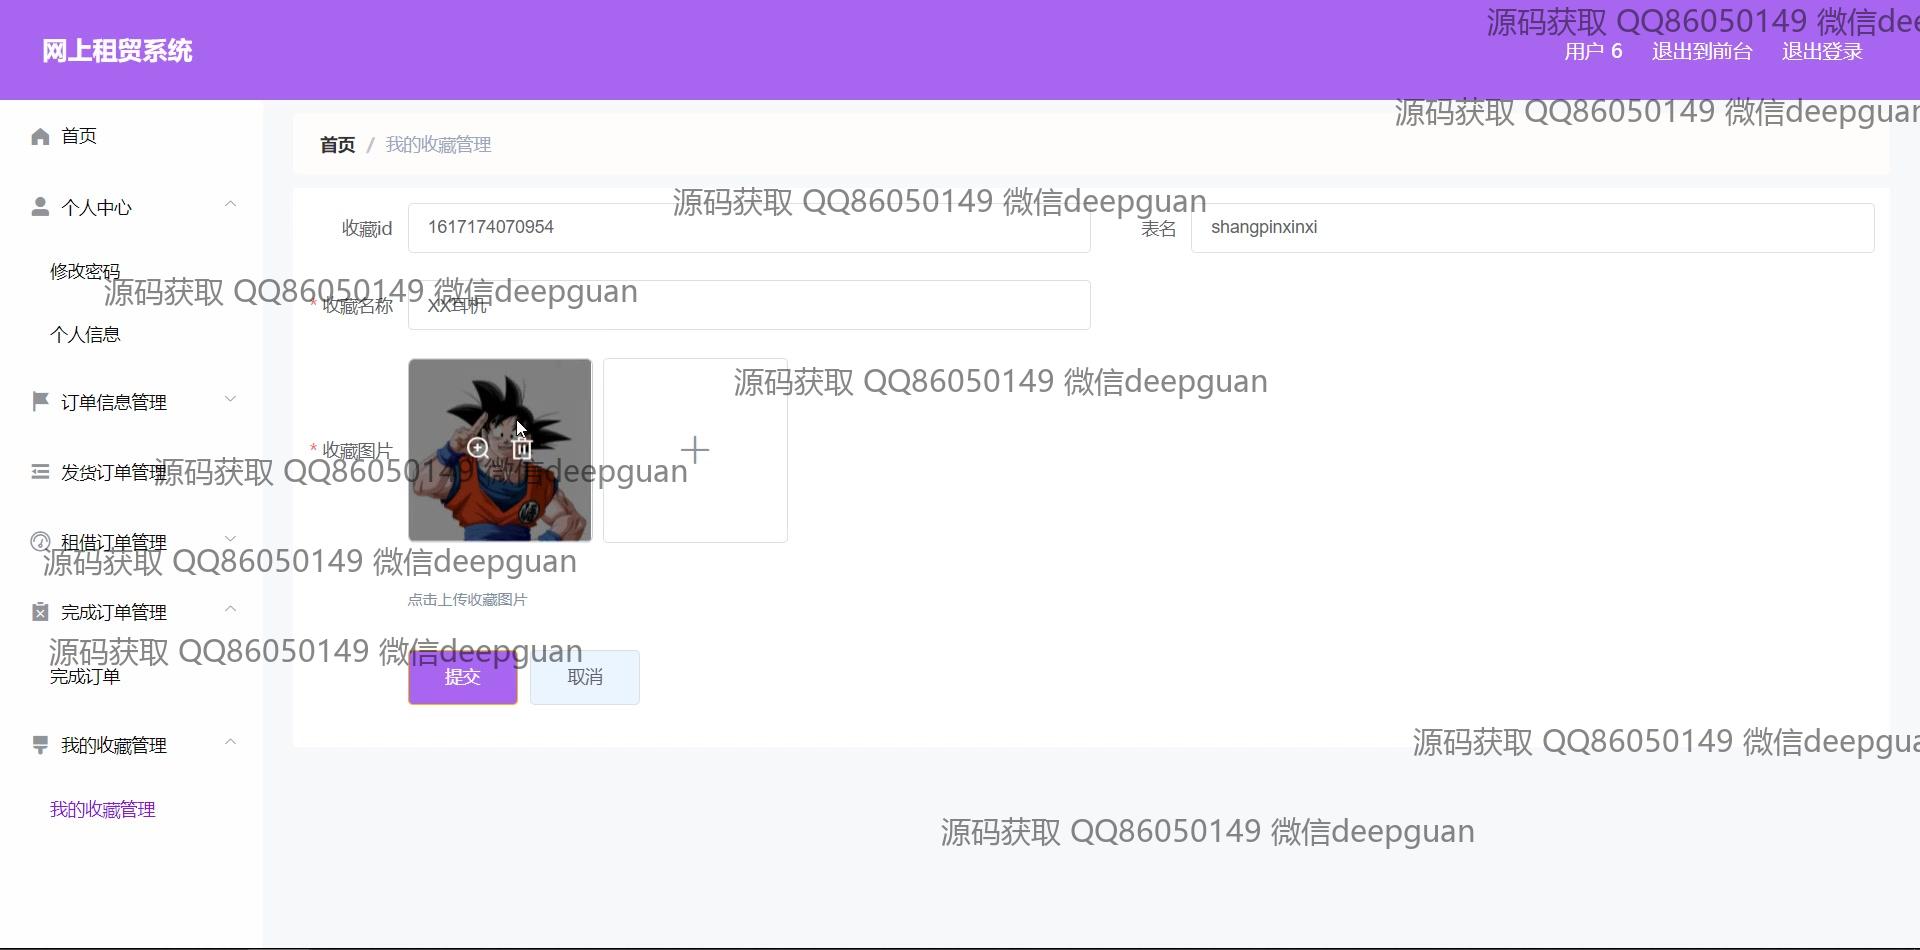 源码获取 QQ86050149 微信dee
网上租贸系统
用户 6 退出到前台 退出登录
源码获取 QQ86050149 微信deepguan
首页
首页 / 我的收藏管理
个人中心
源码获取 QQ86050149 微信deepguan
收藏id 1617174070954 表名 shangpinxinxi
修改密码
源码获取 QQ86050149 微信deepguan
* 收藏名称 XX耳机
个人信息
源码获取 QQ86050149 微信deepguan
订单信息管理
* 收藏图片
发货订单管理
源码获取 QQ86050149 微信deepguan
租借订单管理
源码获取 QQ86050149 微信deepguan
点击上传收藏图片
完成订单管理
源码获取 QQ86050149 微信deepguan
完成订单
提交 取消
我的收藏管理
源码获取 QQ86050149 微信deepgua
我的收藏管理
源码获取 QQ86050149 微信deepguan